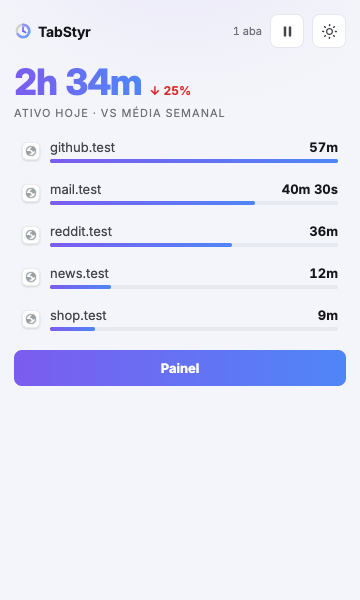 TabStyr
1 aba
2h 34m ↓ 25%
ATIVO HOJE · VS MÉDIA SEMANAL
github.test 57m
mail.test 40m 30s
reddit.test 36m
news.test 12m
shop.test 9m
Painel